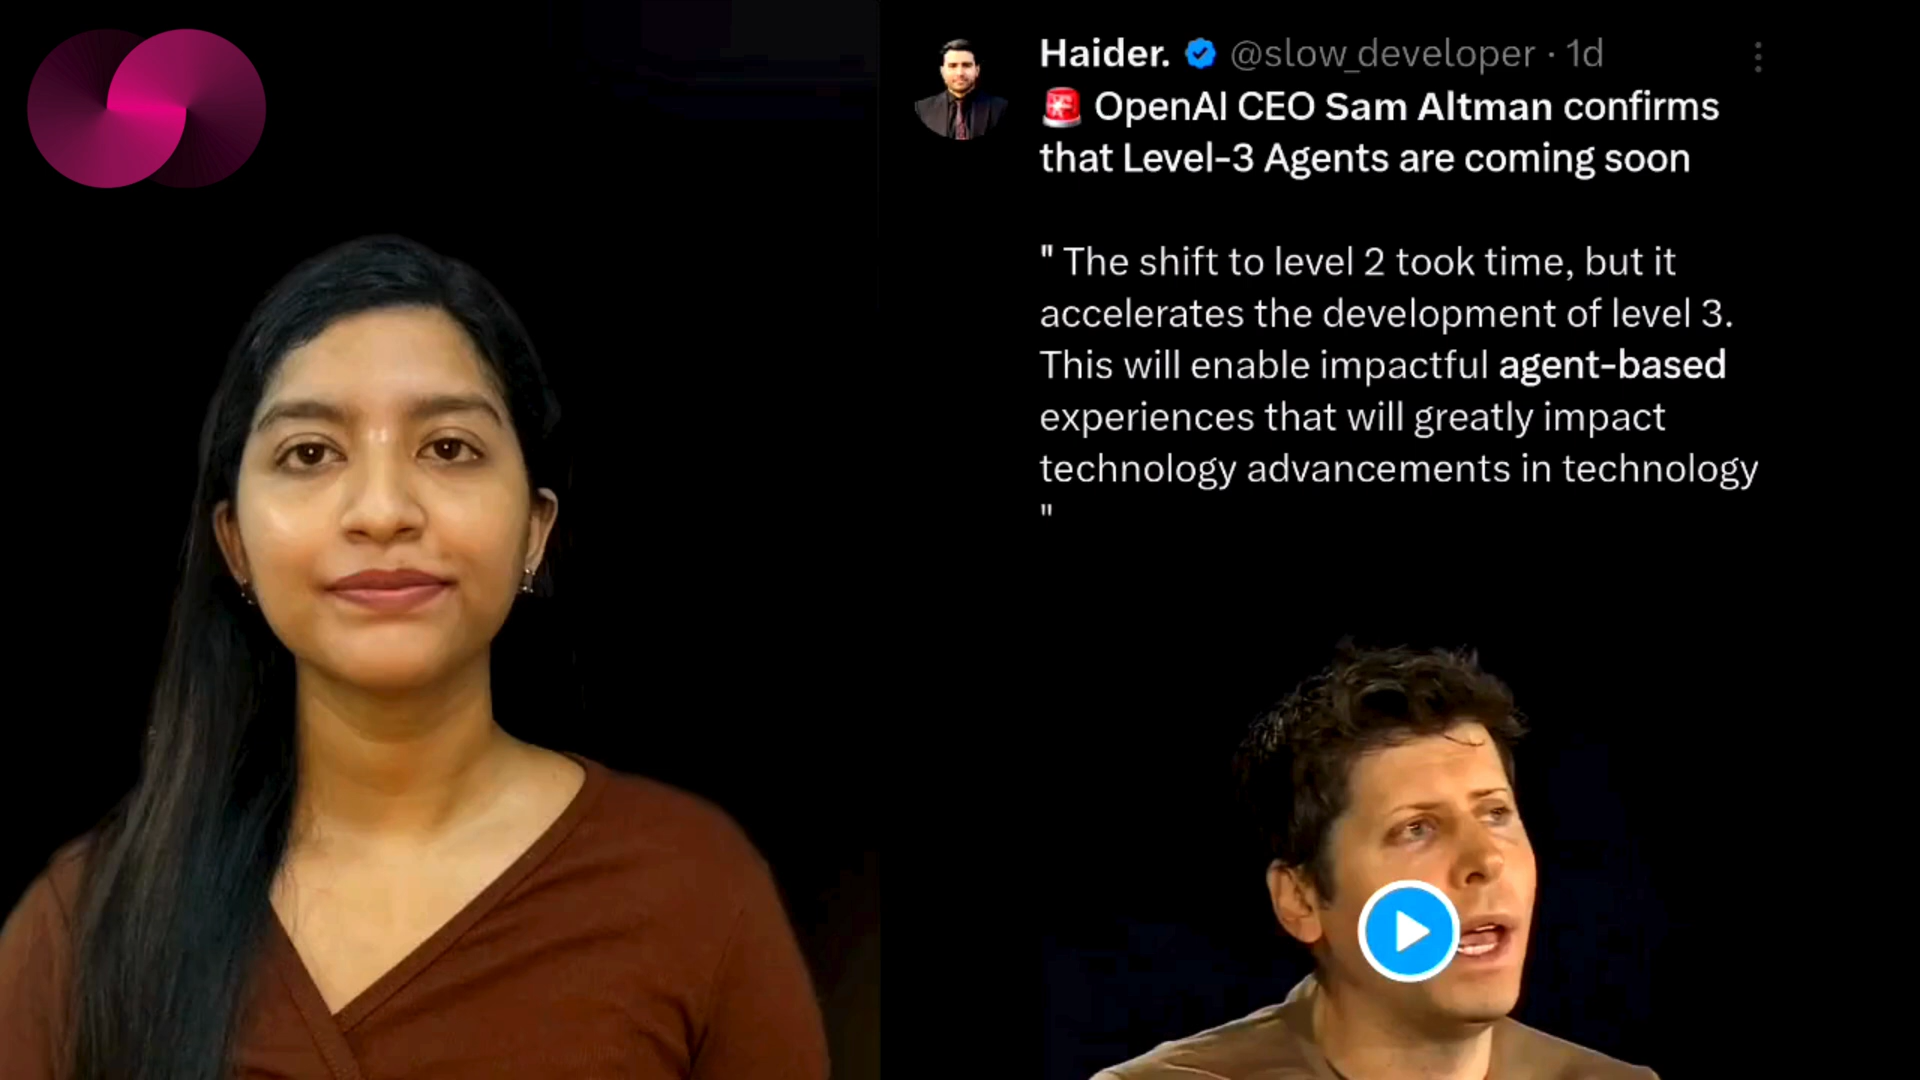 Haider. @slow_developer · 1d
🚨 OpenAI CEO Sam Altman confirms
that Level-3 Agents are coming soon
" The shift to level 2 took time, but it
accelerates the development of level 3.
This will enable impactful agent-based
experiences that will greatly impact
technology advancements in technology
"